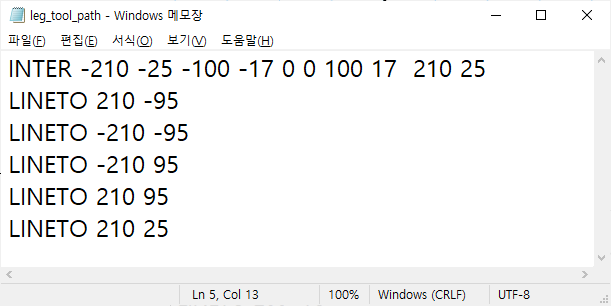 leg_tool_path - Windows 메모장
파일(F) 편집(E) 서식(O) 보기(V) 도움말(H)
INTER -210 -25 -100 -17 0 0 100 17  210 25
LINETO 210 -95
LINETO -210 -95
LINETO -210 95
LINETO 210 95
LINETO 210 25
Ln 5, Col 13 100% Windows (CRLF) UTF-8